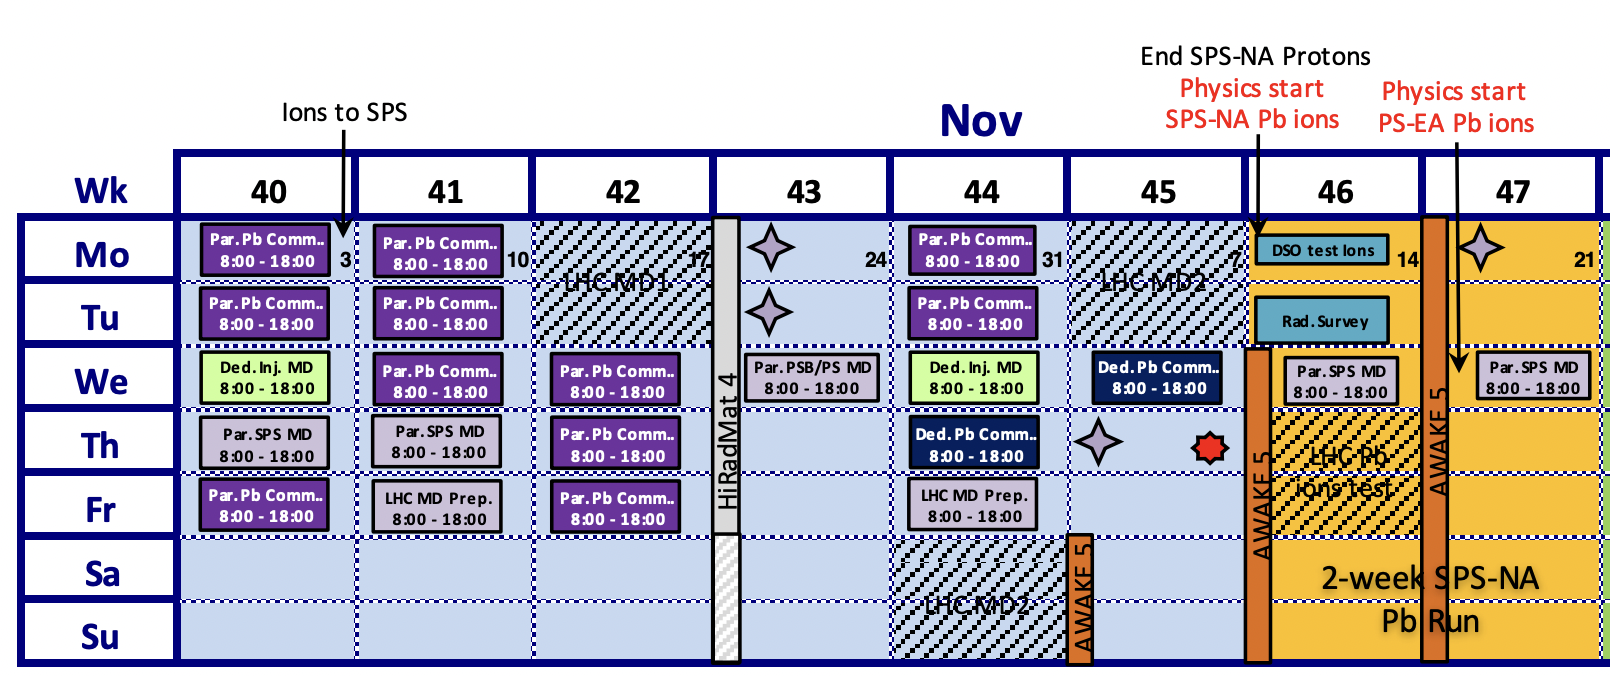 End SPS-NA Protons
Physics start
SPS-NA Pb ions
Physics start
PS-EA Pb ions
Ions to SPS
Nov
Wk 40 41 42 43 44 45 46 47
Mo
Par. Pb Comm..
8:00 - 18:00
3
Par. Pb Comm..
8:00 - 18:00
10
17
24
Par. Pb Comm..
8:00 - 18:00
31
7
DSO test Ions
14
21
LHC MD1
LHC MD2
Tu
Par. Pb Comm..
8:00 - 18:00
Par. Pb Comm..
8:00 - 18:00
Par. Pb Comm..
8:00 - 18:00
Rad. Survey
We
Ded. Inj. MD
8:00 - 18:00
Par. Pb Comm..
8:00 - 18:00
Par. Pb Comm..
8:00 - 18:00
HiRadMat 4
Par. PSB/PS MD
8:00 - 18:00
Ded. Inj. MD
8:00 - 18:00
Ded. Pb Comm..
8:00 - 18:00
Par. SPS MD
8:00 - 18:00
AWAKE 5
Par. SPS MD
8:00 - 18:00
Th
Par. SPS MD
8:00 - 18:00
Par. SPS MD
8:00 - 18:00
Par. Pb Comm..
8:00 - 18:00
Ded. Pb Comm..
8:00 - 18:00
AWAKE 5
LHC Pb
ions test
Fr
Par. Pb Comm..
8:00 - 18:00
LHC MD Prep.
8:00 - 18:00
Par. Pb Comm..
8:00 - 18:00
LHC MD Prep.
8:00 - 18:00
Sa
LHC MD2
AWAKE 5
2-week SPS-NA
Pb Run
Su